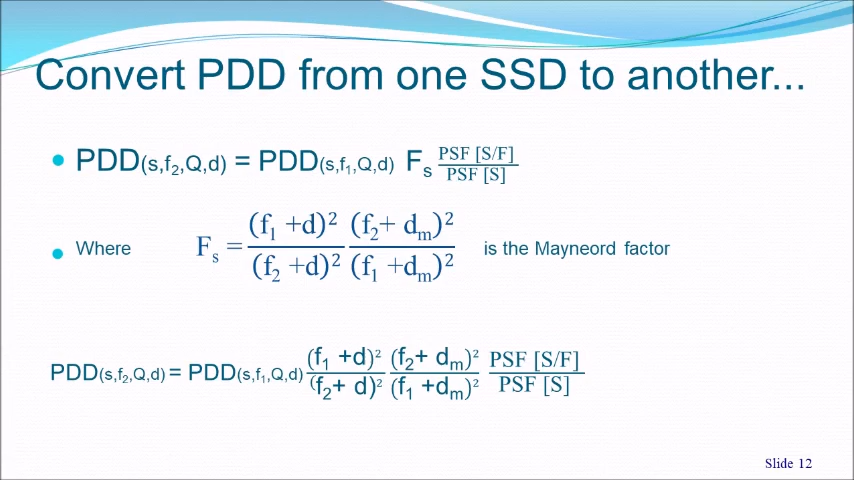 Convert PDD from one SSD to another...
• PDD(s,f₂,Q,d) = PDD(s,f₁,Q,d) Fₛ PSF [S/F] / PSF [S]
• Where Fₛ = (f₁ +d)² (f₂+ dₘ)² / (f₂ +d)² (f₁ +dₘ)² is the Mayneord factor
PDD(s,f₂,Q,d) = PDD(s,f₁,Q,d) (f₁ +d)² (f₂+ dₘ)² PSF [S/F] / (f₂+ d)² (f₁ +dₘ)² PSF [S]
Slide 12